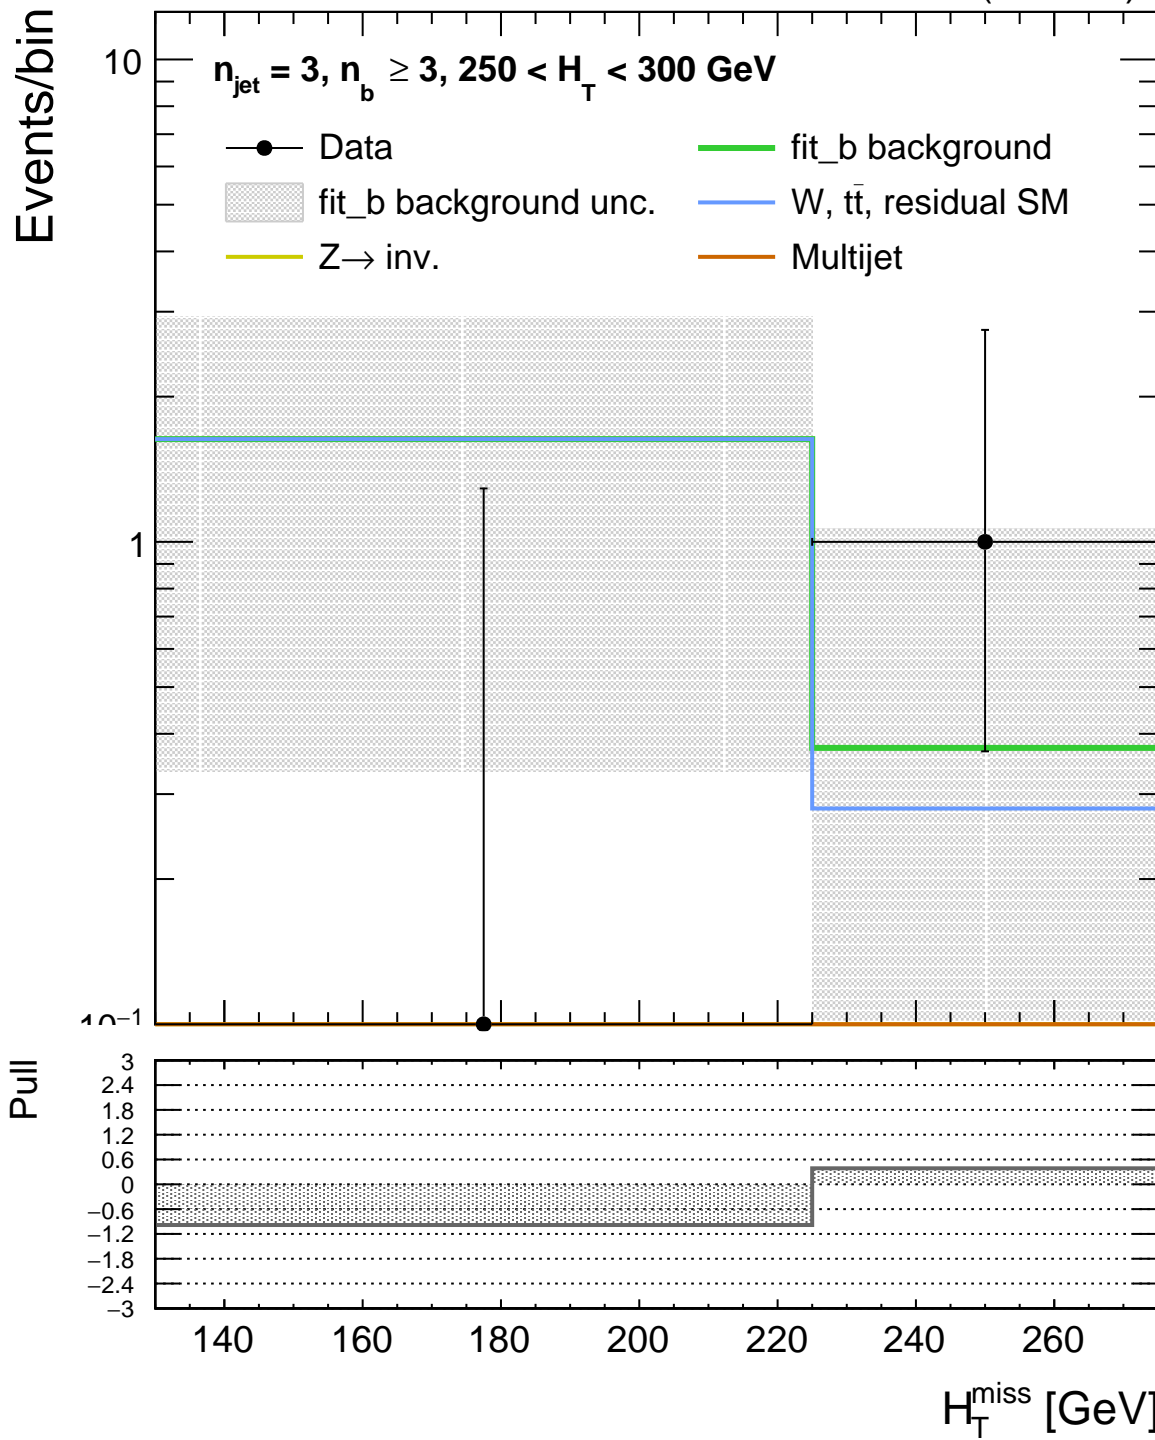 Events/bin
10
n_jet = 3, n_b ≥ 3, 250 < H_T < 300 GeV
Data
fit_b background
fit_b background unc.
W, tt̄, residual SM
Z→ inv.
Multijet
1
10⁻¹
Pull
3
2.4
1.8
1.2
0.6
0
−0.6
−1.2
−1.8
−2.4
−3
140 160 180 200 220 240 260
H_T^miss [GeV]